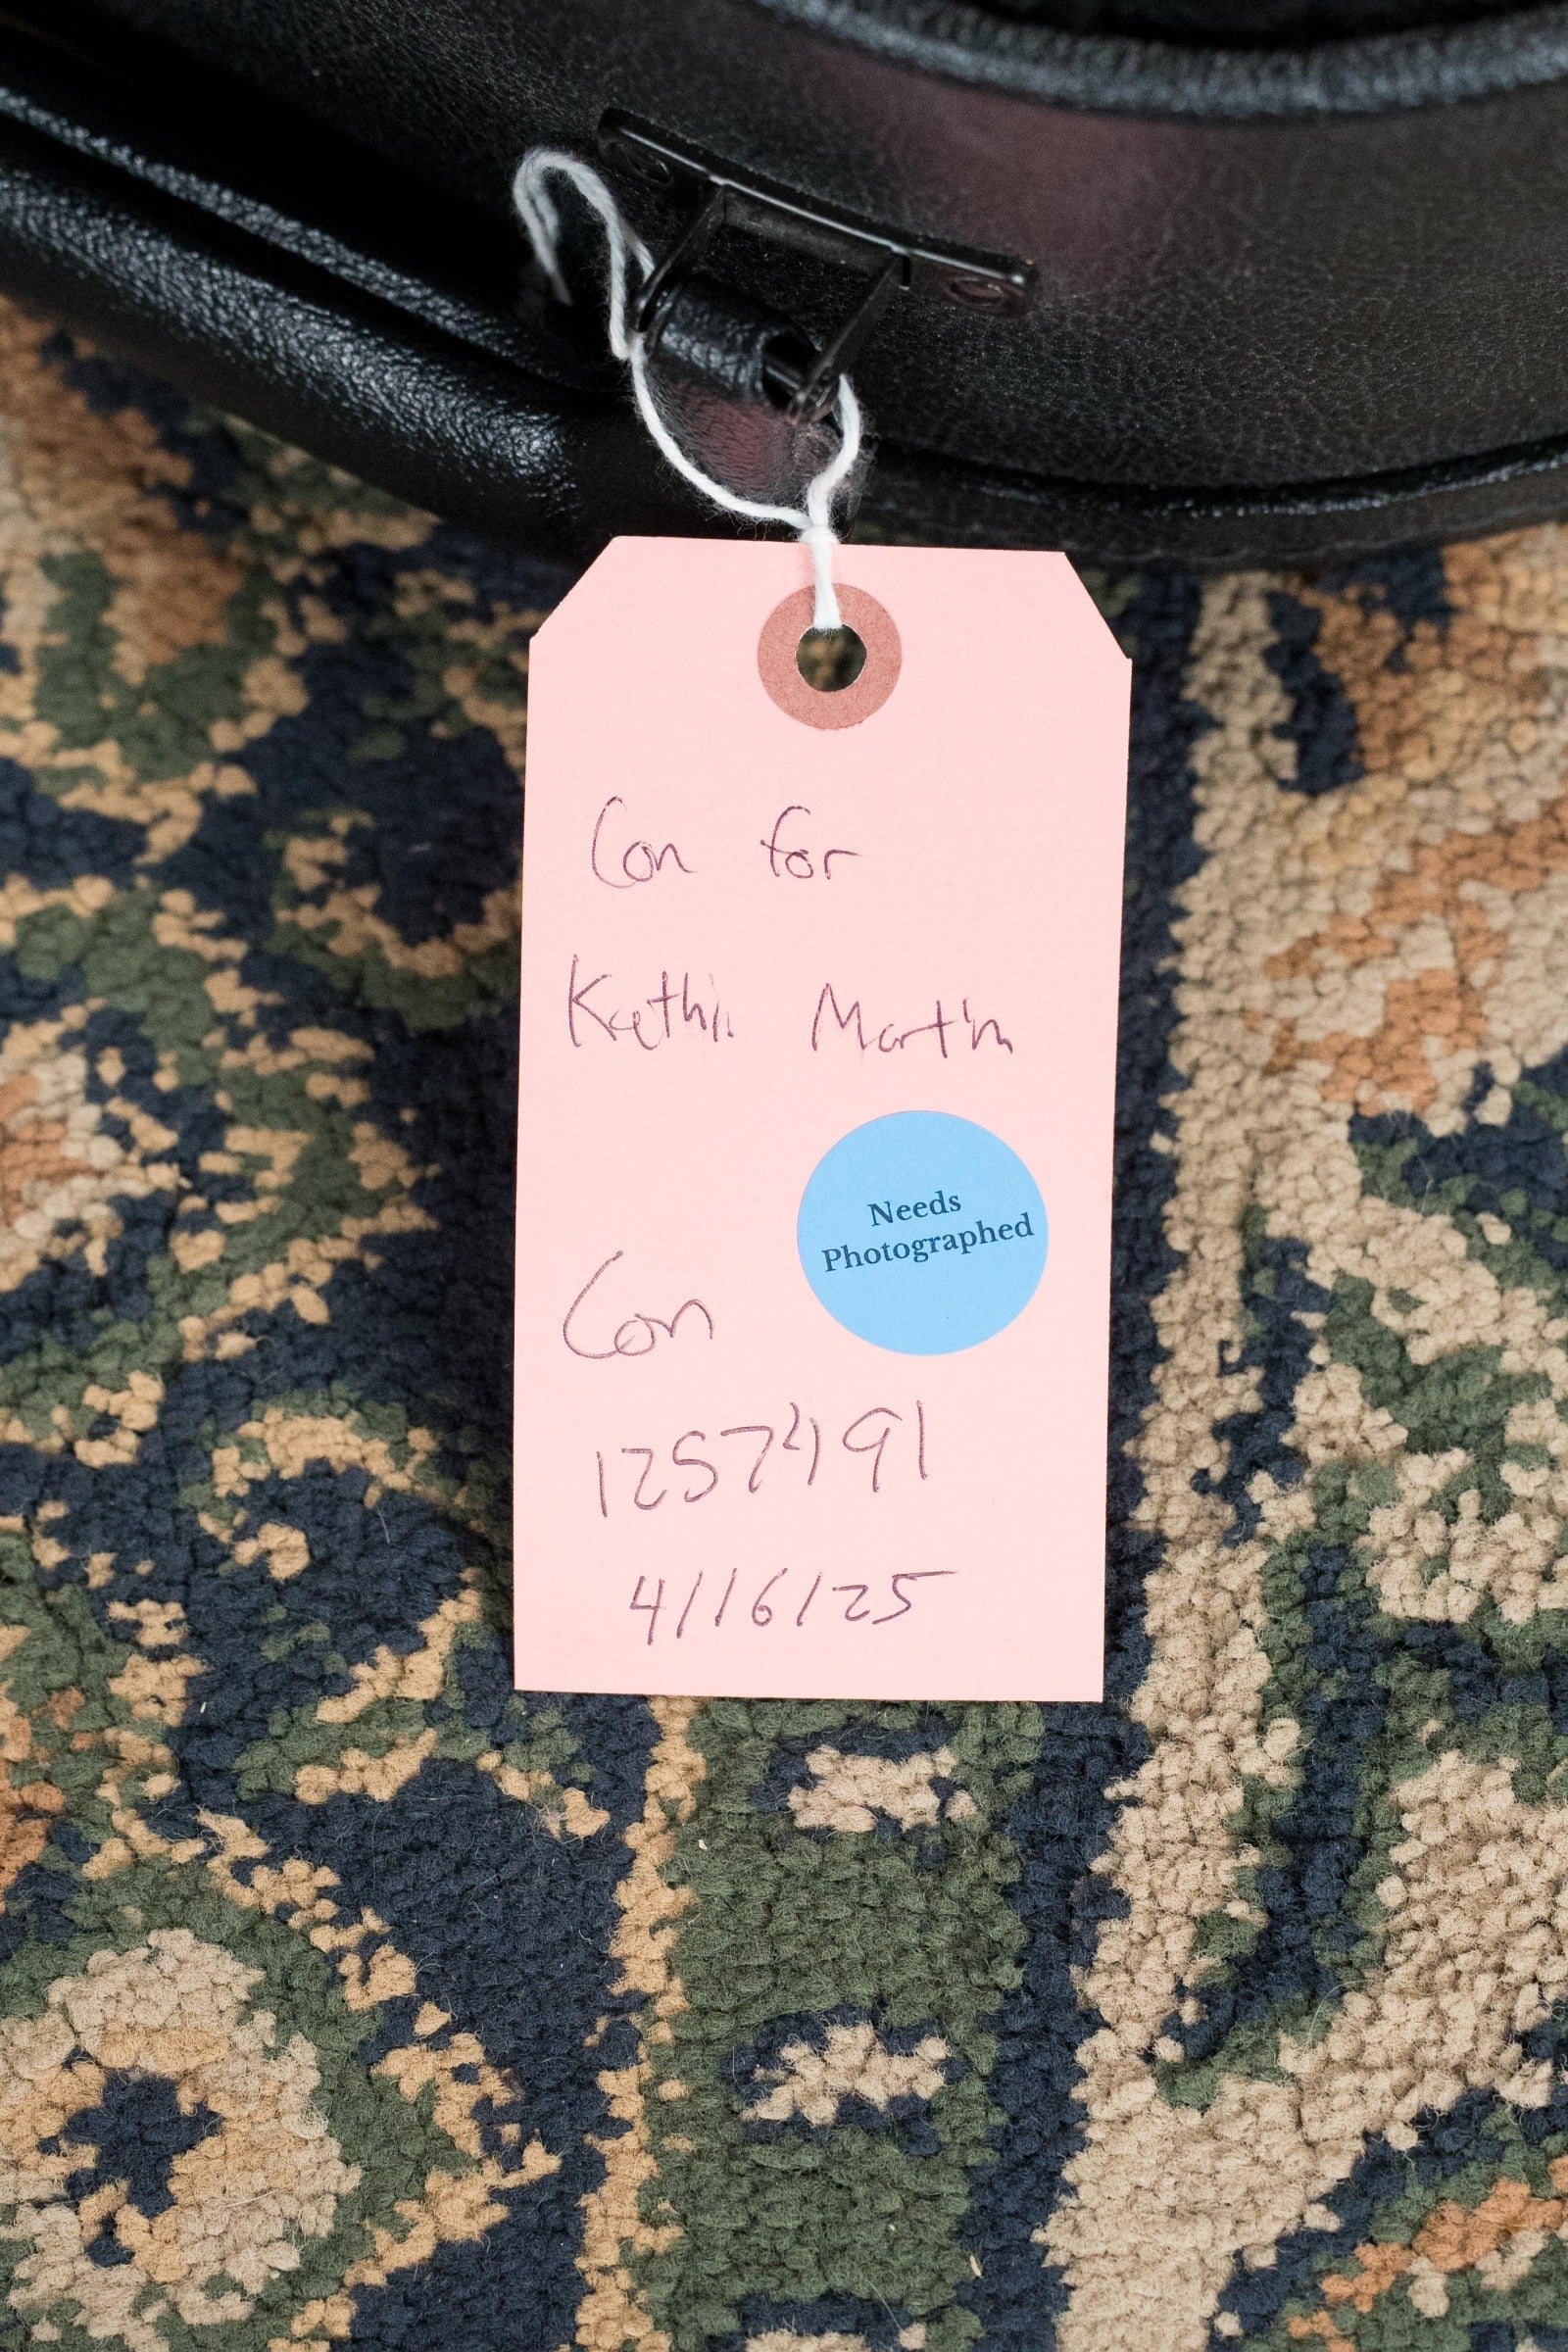 Con for
Kathi Martin
Needs
Photographed
Con
1257491
4/16/25